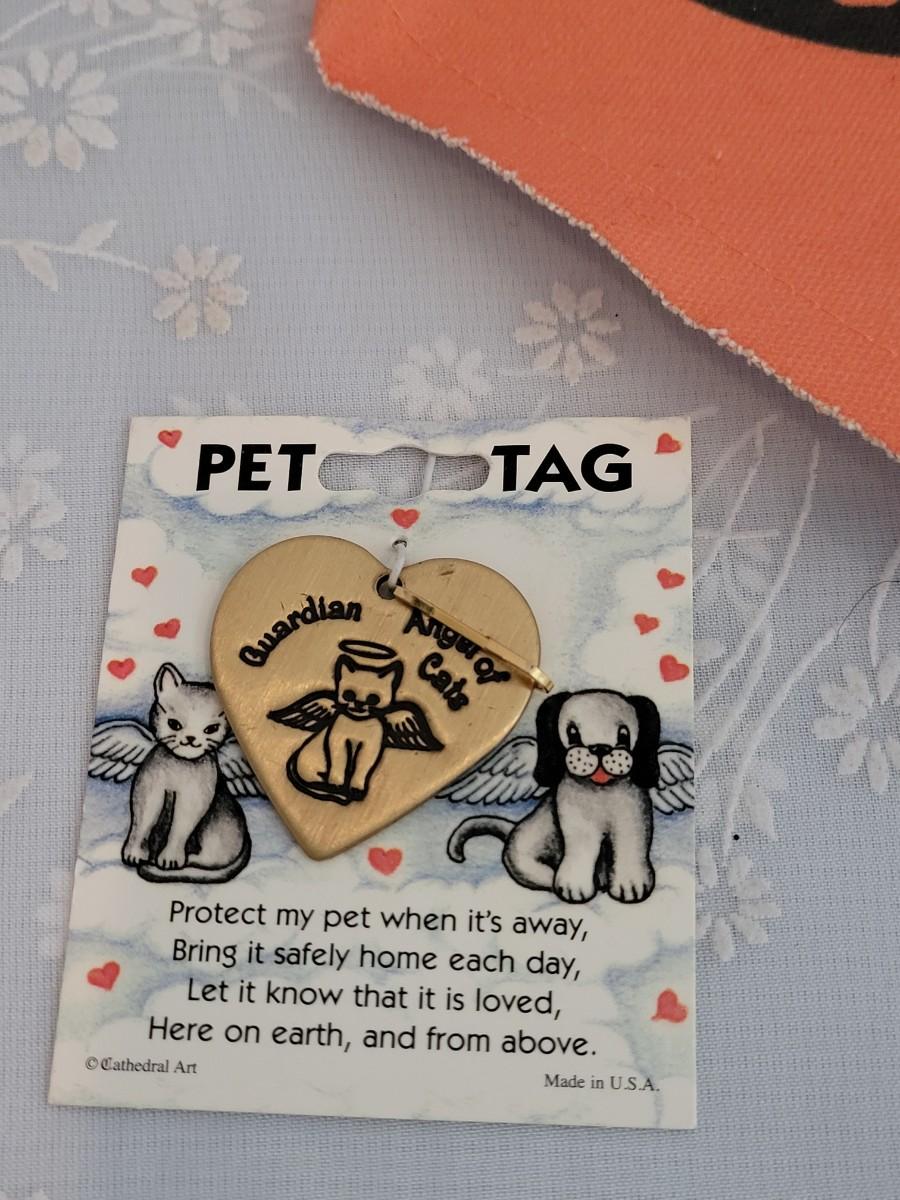 PET TAG
Guardian Angel of
Cats
Protect my pet when it's away,
Bring it safely home each day,
Let it know that it is loved,
Here on earth, and from above.
© Cathedral Art
Made in U.S.A.